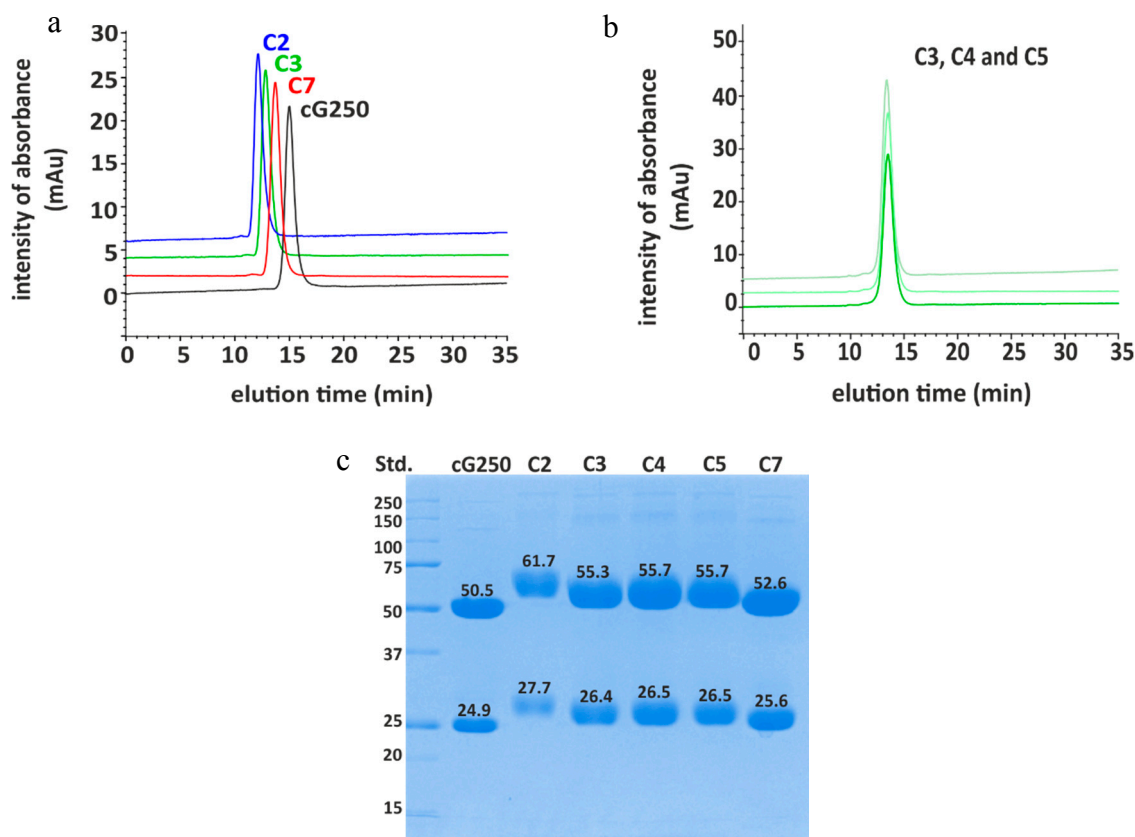 a
30
25
20
15
10
5
0
intensity of absorbance
(mAu)
C2
C3
C7
cG250
0 5 10 15 20 25 30 35
elution time (min)
b
50
40
30
20
10
0
intensity of absorbance
(mAu)
C3, C4 and C5
0 5 10 15 20 25 30 35
elution time (min)
c
Std. cG250 C2 C3 C4 C5 C7
250
150
100
75
50
37
25
20
15
50.5 61.7 55.3 55.7 55.7 52.6
24.9 27.7 26.4 26.5 26.5 25.6